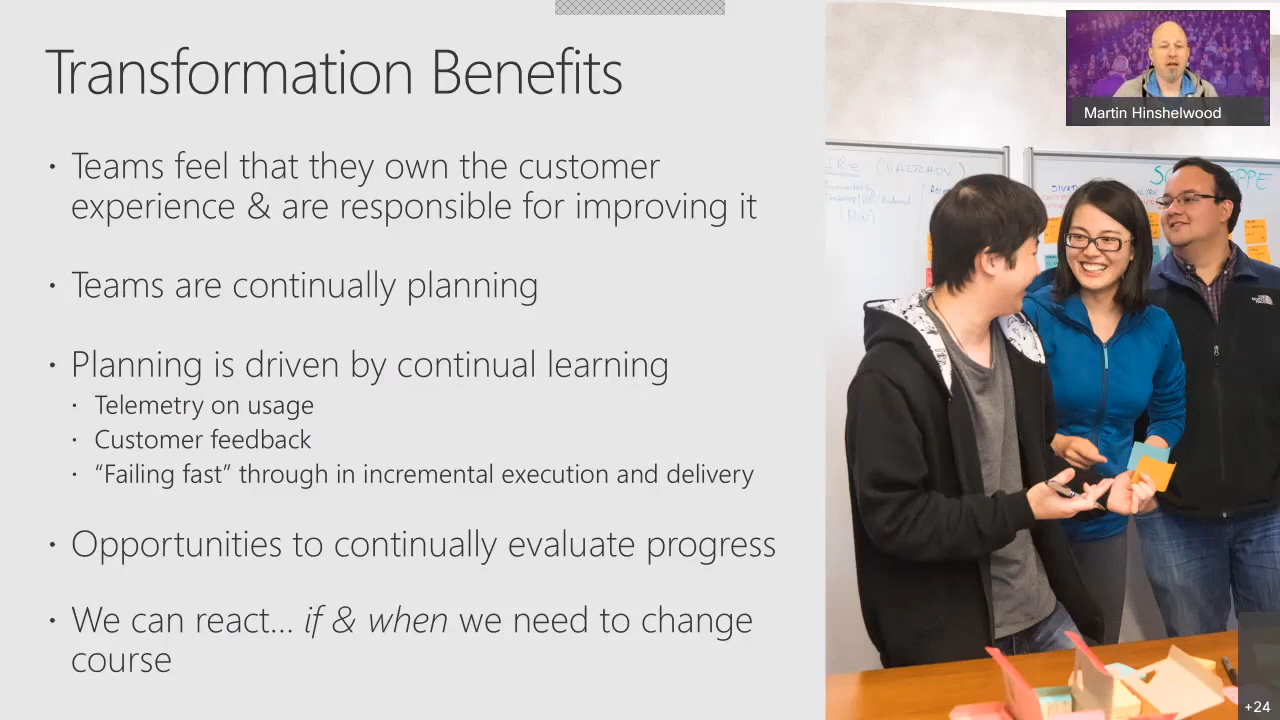 Transformation Benefits
Martin Hinshelwood
• Teams feel that they own the customer
experience & are responsible for improving it
• Teams are continually planning
• Planning is driven by continual learning
• Telemetry on usage
• Customer feedback
• “Failing fast” through in incremental execution and delivery
• Opportunities to continually evaluate progress
• We can react... if & when we need to change
course
+24